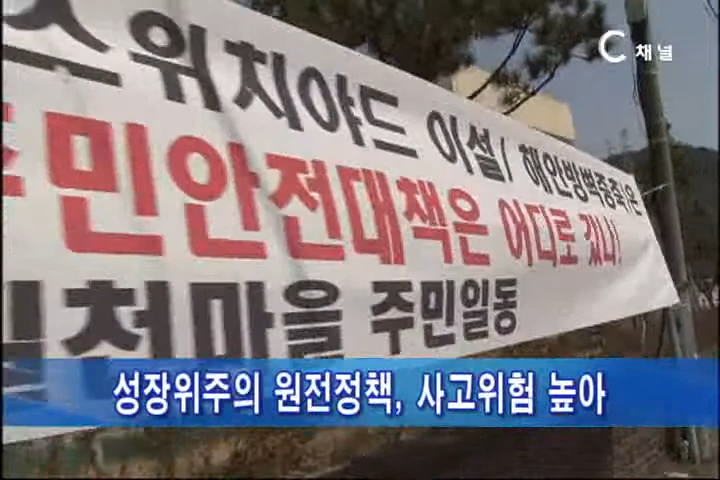 C 채널
스위치야드 이설/ 해안방벽증축은
주민안전대책은 어디로 갔나!
마을 주민일동
성장위주의 원전정책, 사고위험 높아